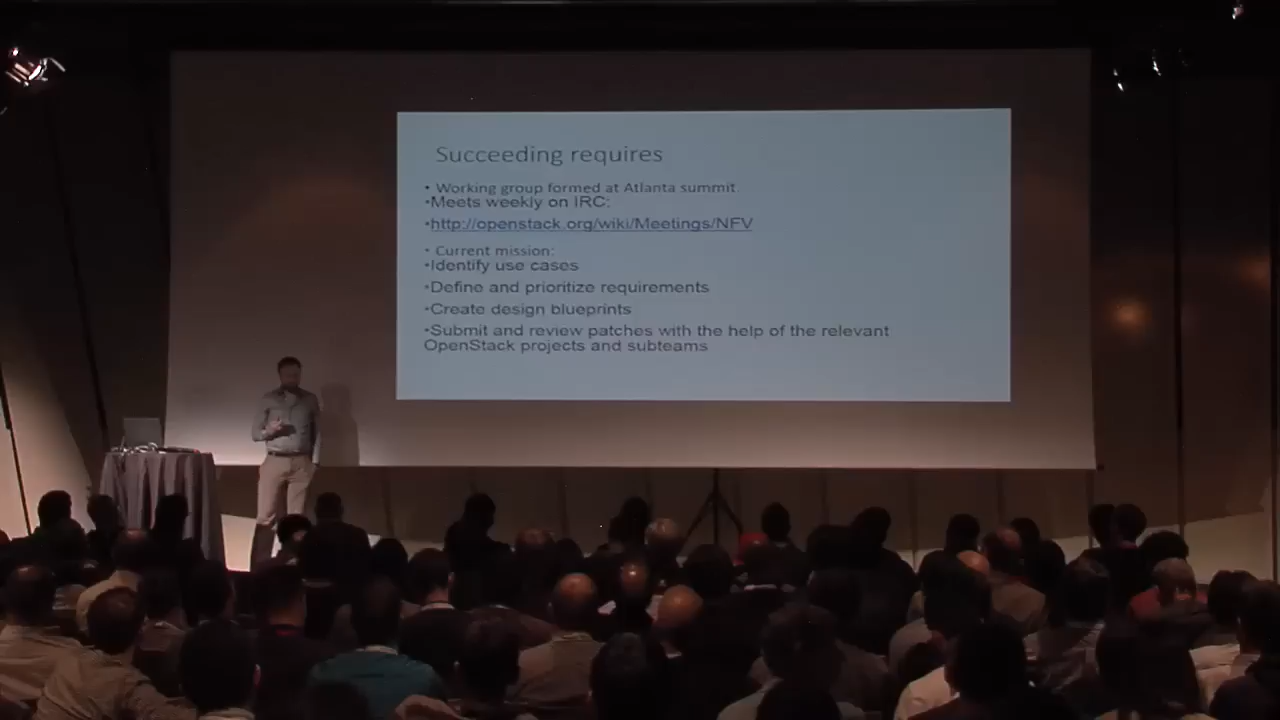 Succeeding requires
• Working group formed at Atlanta summit
•Meets weekly on IRC:
•http://openstack.org/wiki/Meetings/NFV
• Current mission:
•Identify use cases
•Define and prioritize requirements
•Create design blueprints
•Submit and review patches with the help of the relevant
OpenStack projects and subteams